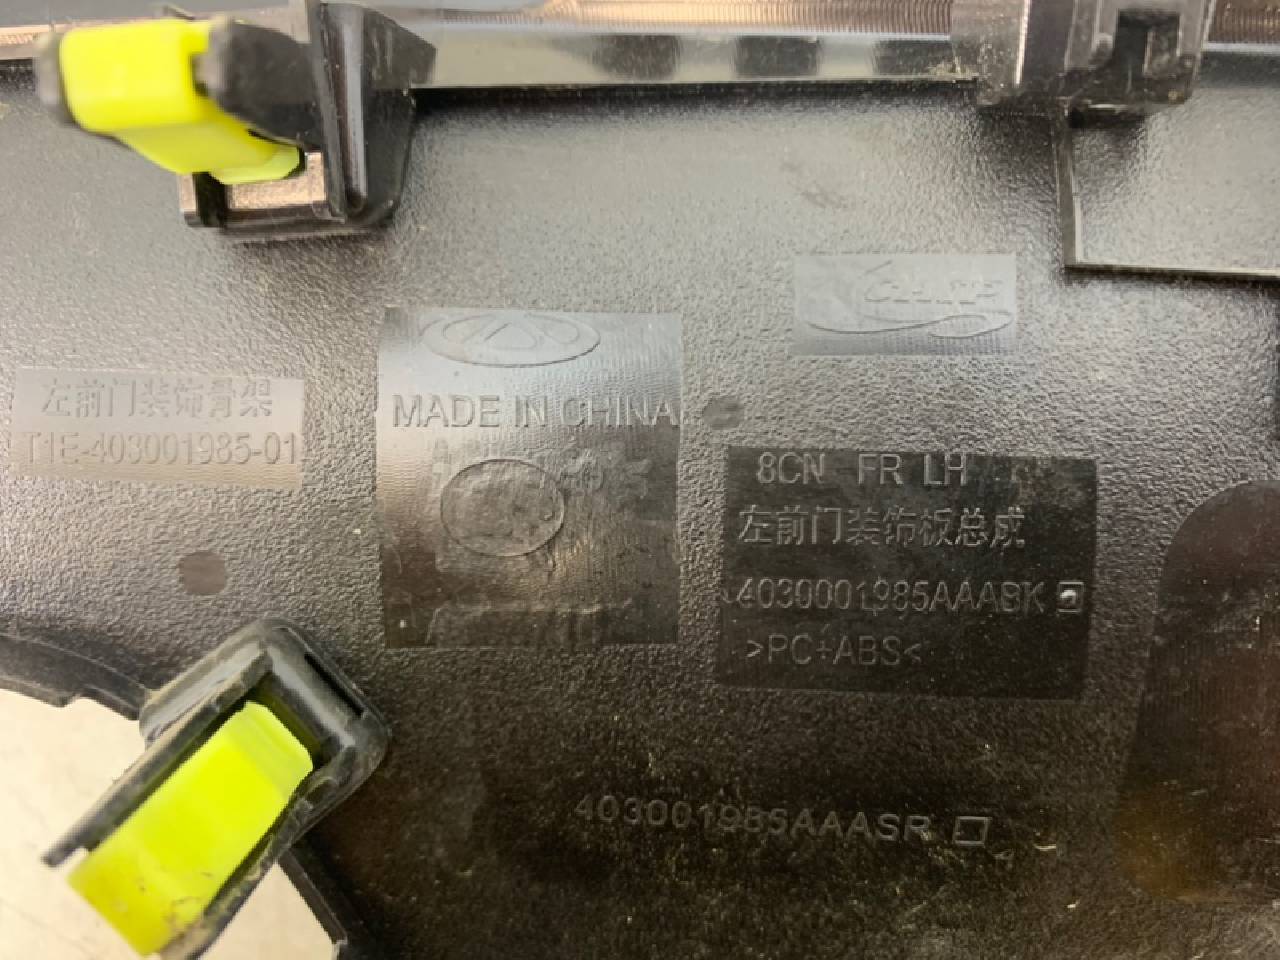 左前门装饰骨架
T1E-403001985-01
MADE IN CHINA
8CN FR LH
左前门装饰板总成
4030001985AAABK
>PC+ABS<
403001985AAASR